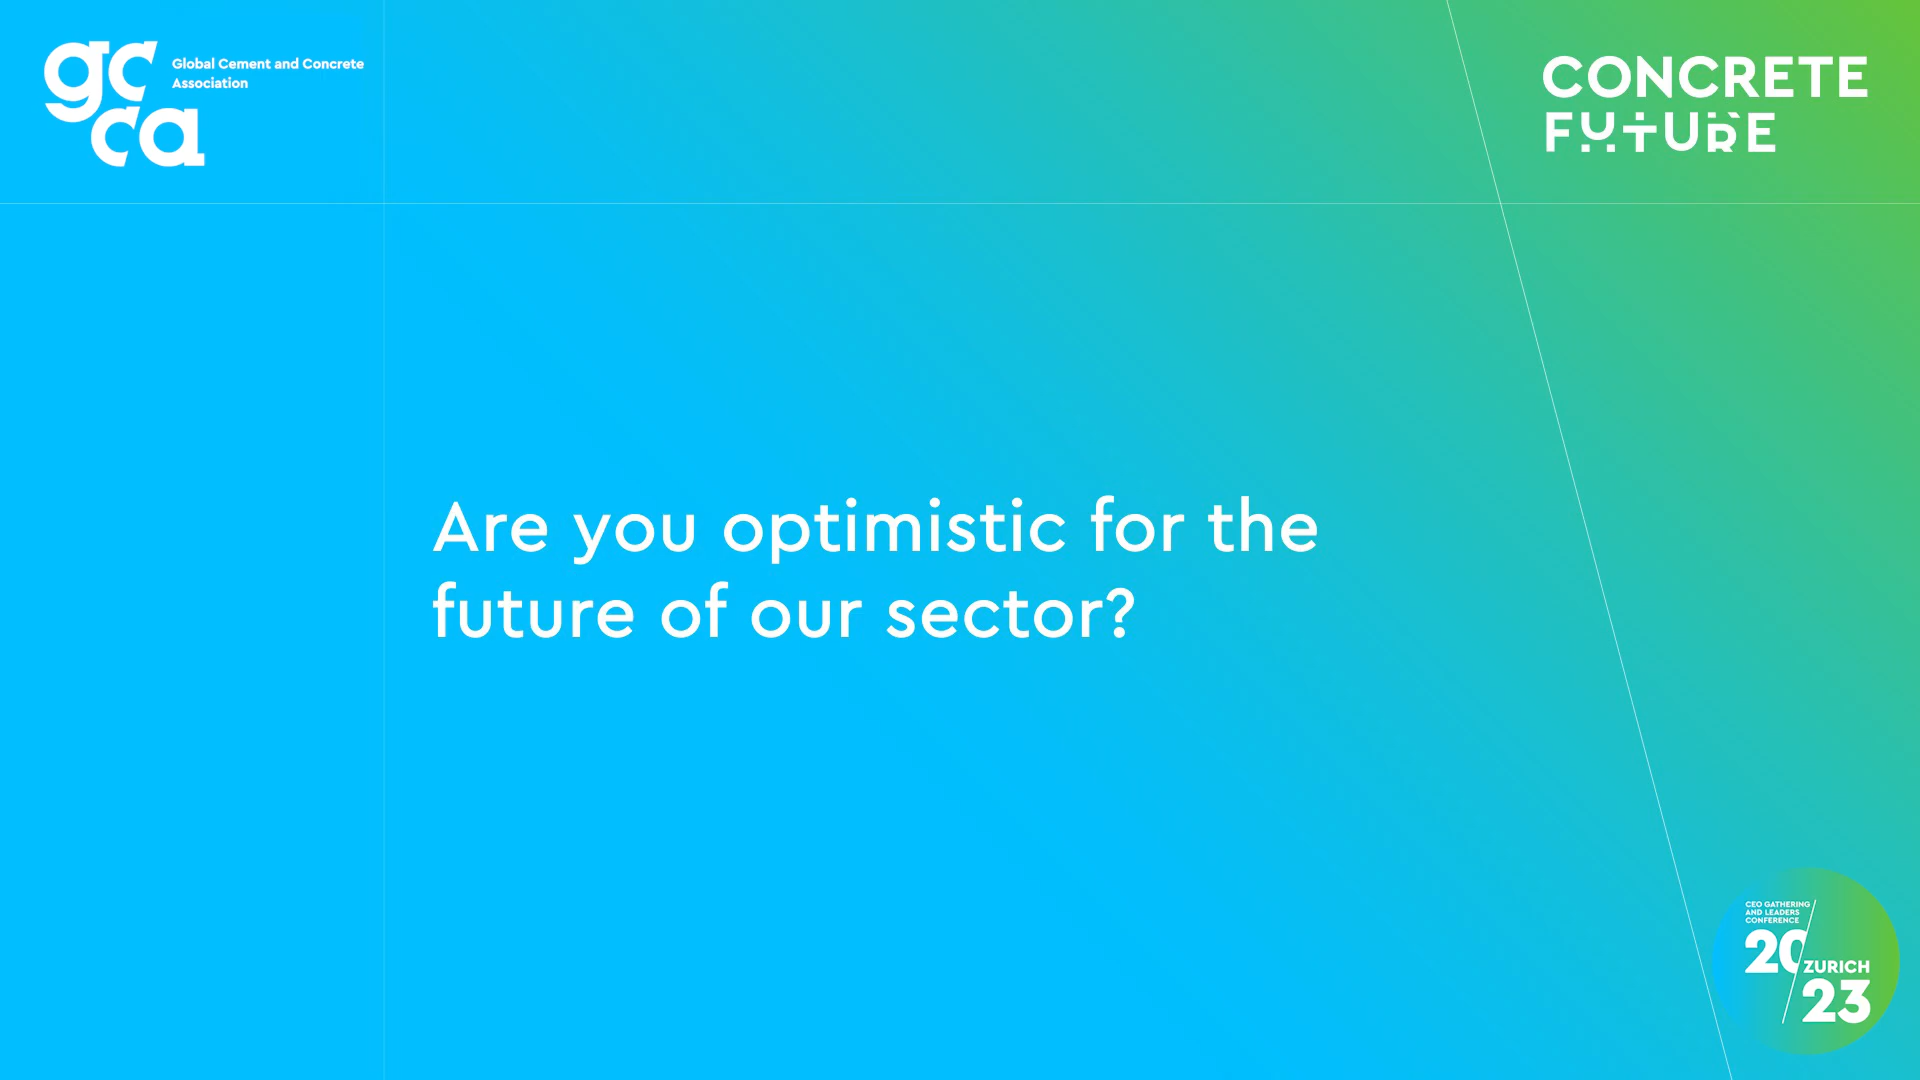 gc
ca
Global Cement and Concrete
Association
CONCRETE
FUTURE
Are you optimistic for the
future of our sector?
CEO GATHERING
AND LEADERS
CONFERENCE
20
ZURICH
23